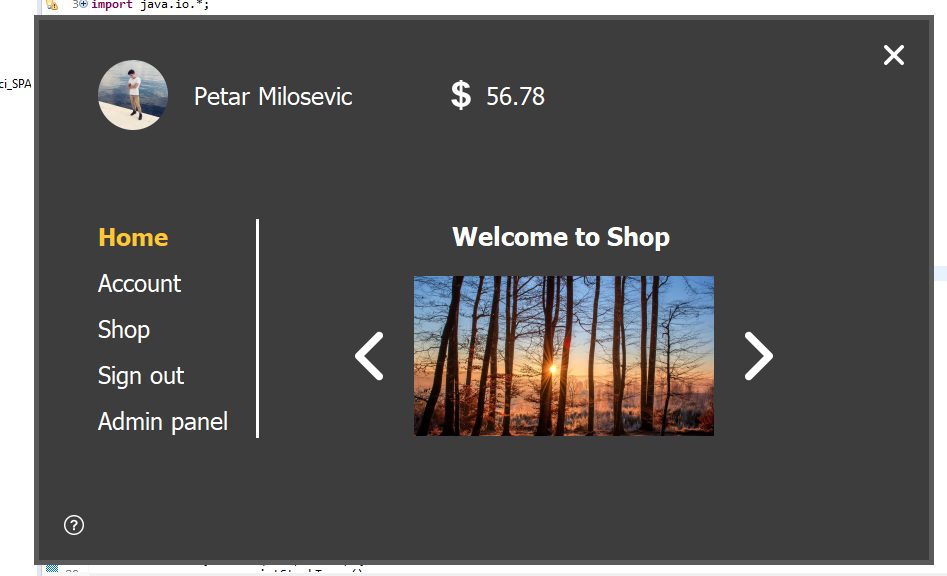 3 import java.io.*;
ci_SPA
Petar Milosevic
$ 56.78
Home
Account
Shop
Sign out
Admin panel
Welcome to Shop
?